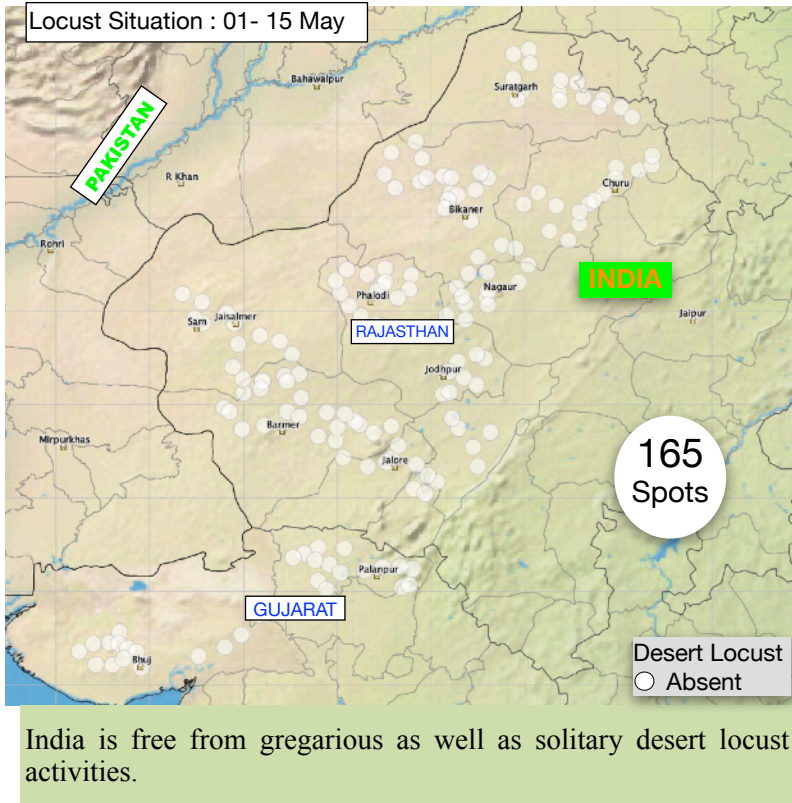 Locust Situation : 01- 15 May
Bahawalpur
Suratgarh
PAKISTAN
R Khan
Churu
Bikaner
Rohri
INDIA
Phalodi
Nagaur
Sam
Jaisalmer
Jaipur
RAJASTHAN
Jodhpur
Barmer
Mirpurkhas
165
Spots
Jalore
Palanpur
GUJARAT
Bhuj
Desert Locust
Absent
India is free from gregarious as well as solitary desert locust
activities.